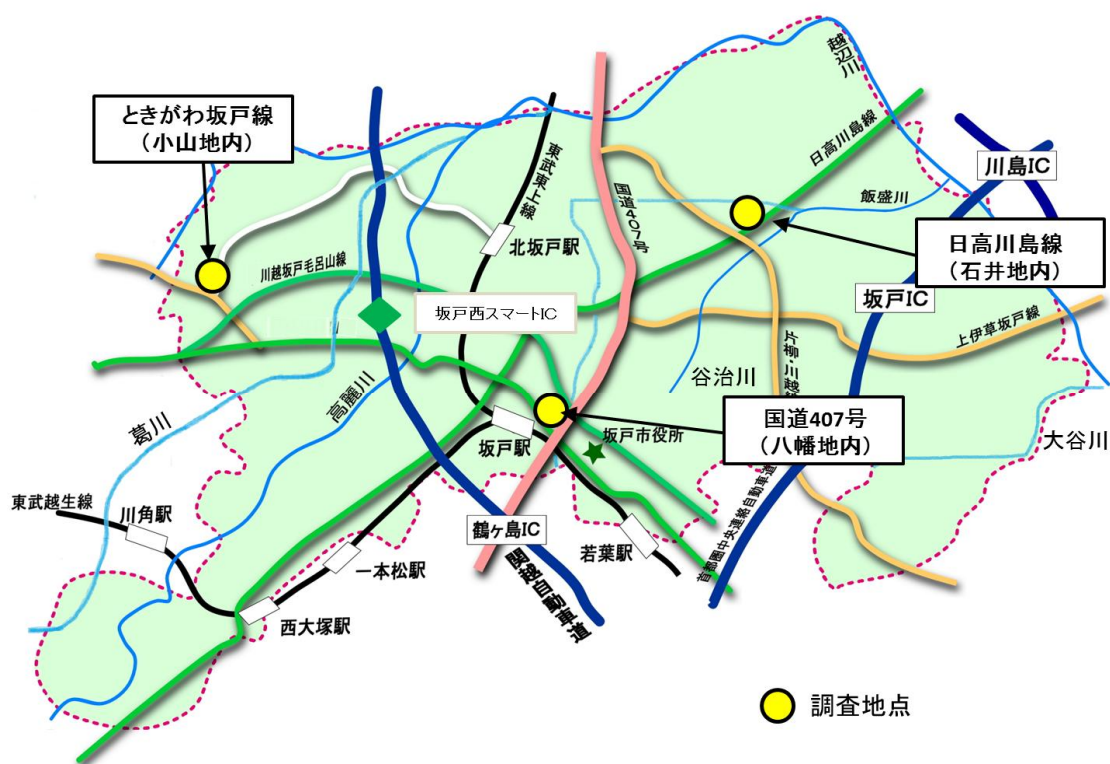 ときがわ坂戸線
(小山地内)
越辺川
東武東上線
国道407号
日高川島線
川島IC
飯盛川
北坂戸駅
日高川島線
(石井地内)
川越坂戸毛呂山線
坂戸西スマートIC
坂戸IC
上伊草坂戸線
谷治川
高麗川
葛川
国道407号
(八幡地内)
坂戸駅
坂戸市役所
大谷川
東武越生線
川角駅
鶴ヶ島IC
若葉駅
首都圏中央連絡自動車道
一本松駅
関越自動車道
西大塚駅
調査地点